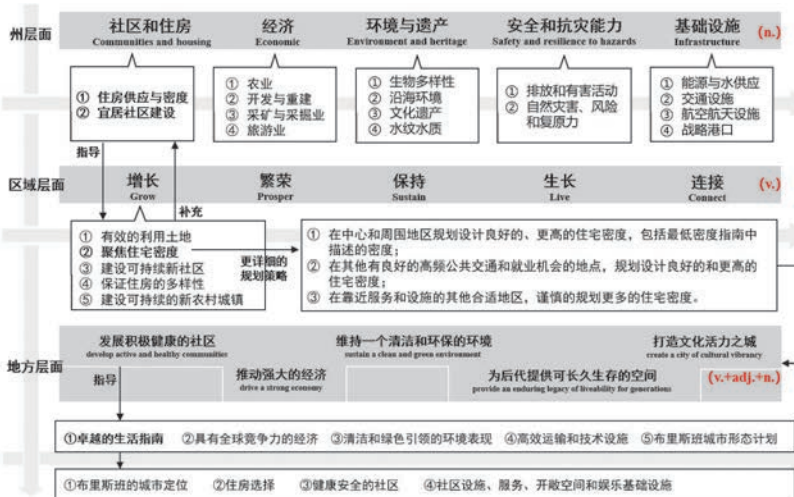 州层面
社区和住房 经济 环境与遗产 安全和抗灾能力 基础设施
Communities and housing Economic Environment and heritage Safety and resilience to hazards Infrastructure (n.)
① 住房供应与密度
② 宜居社区建设
① 农业
② 开发与重建
③ 采矿与采掘业
④ 旅游业
① 生物多样性
② 沿海环境
③ 文化遗产
④ 水纹水质
① 排放和有害活动
② 自然灾害、风险
和复原力
① 能源与水供应
② 交通设施
③ 航空航天设施
④ 战略港口
指导
区域层面
增长 繁荣 保持 生长 连接 (v.)
Grow Prosper Sustain Live Connect
补充
① 有效的利用土地
② 聚焦住宅密度
③ 建设可持续新社区
④ 保证住房的多样性
⑤ 建设可持续的新农村城镇
更详细的
规划策略
① 在中心和周围地区规划设计良好的、更高的住宅密度，包括最低密度指南中
描述的密度；
② 在其他有良好的高频公共交通和就业机会的地点，规划设计良好的和更高的
住宅密度；
③ 在靠近服务和设施的其他合适地区，谨慎的规划更多的住宅密度。
发展积极健康的社区 维持一个清洁和环保的环境 打造文化活力之城
develop active and healthy communities sustain a clean and green environment create a city of cultural vibrancy
地方层面
指导
推动强大的经济 为后代提供可长久生存的空间 (v.+adj.+n.)
drive a strong economy provide an enduring legacy of liveability for generations
①卓越的生活指南 ②具有全球竞争力的经济 ③清洁和绿色引领的环境表现 ④高效运输和技术设施 ⑤布里斯班城市形态计划
①布里斯班的城市定位 ②住房选择 ③健康安全的社区 ④社区设施、服务、开敞空间和娱乐基础设施